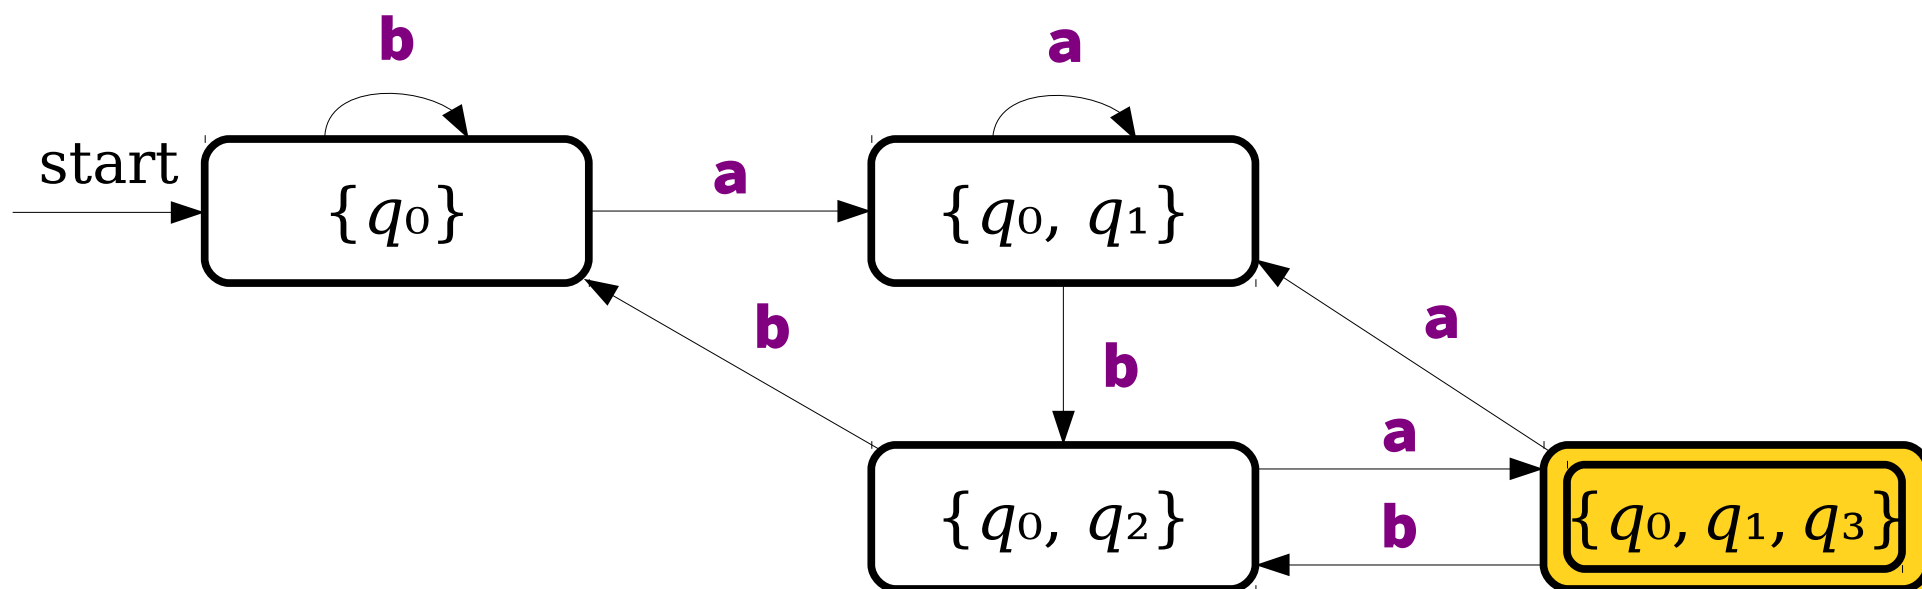 b
a
start
a
{q₀}
{q₀, q₁}
b
b
a
a
{q₀, q₂}
b
{q₀, q₁, q₃}